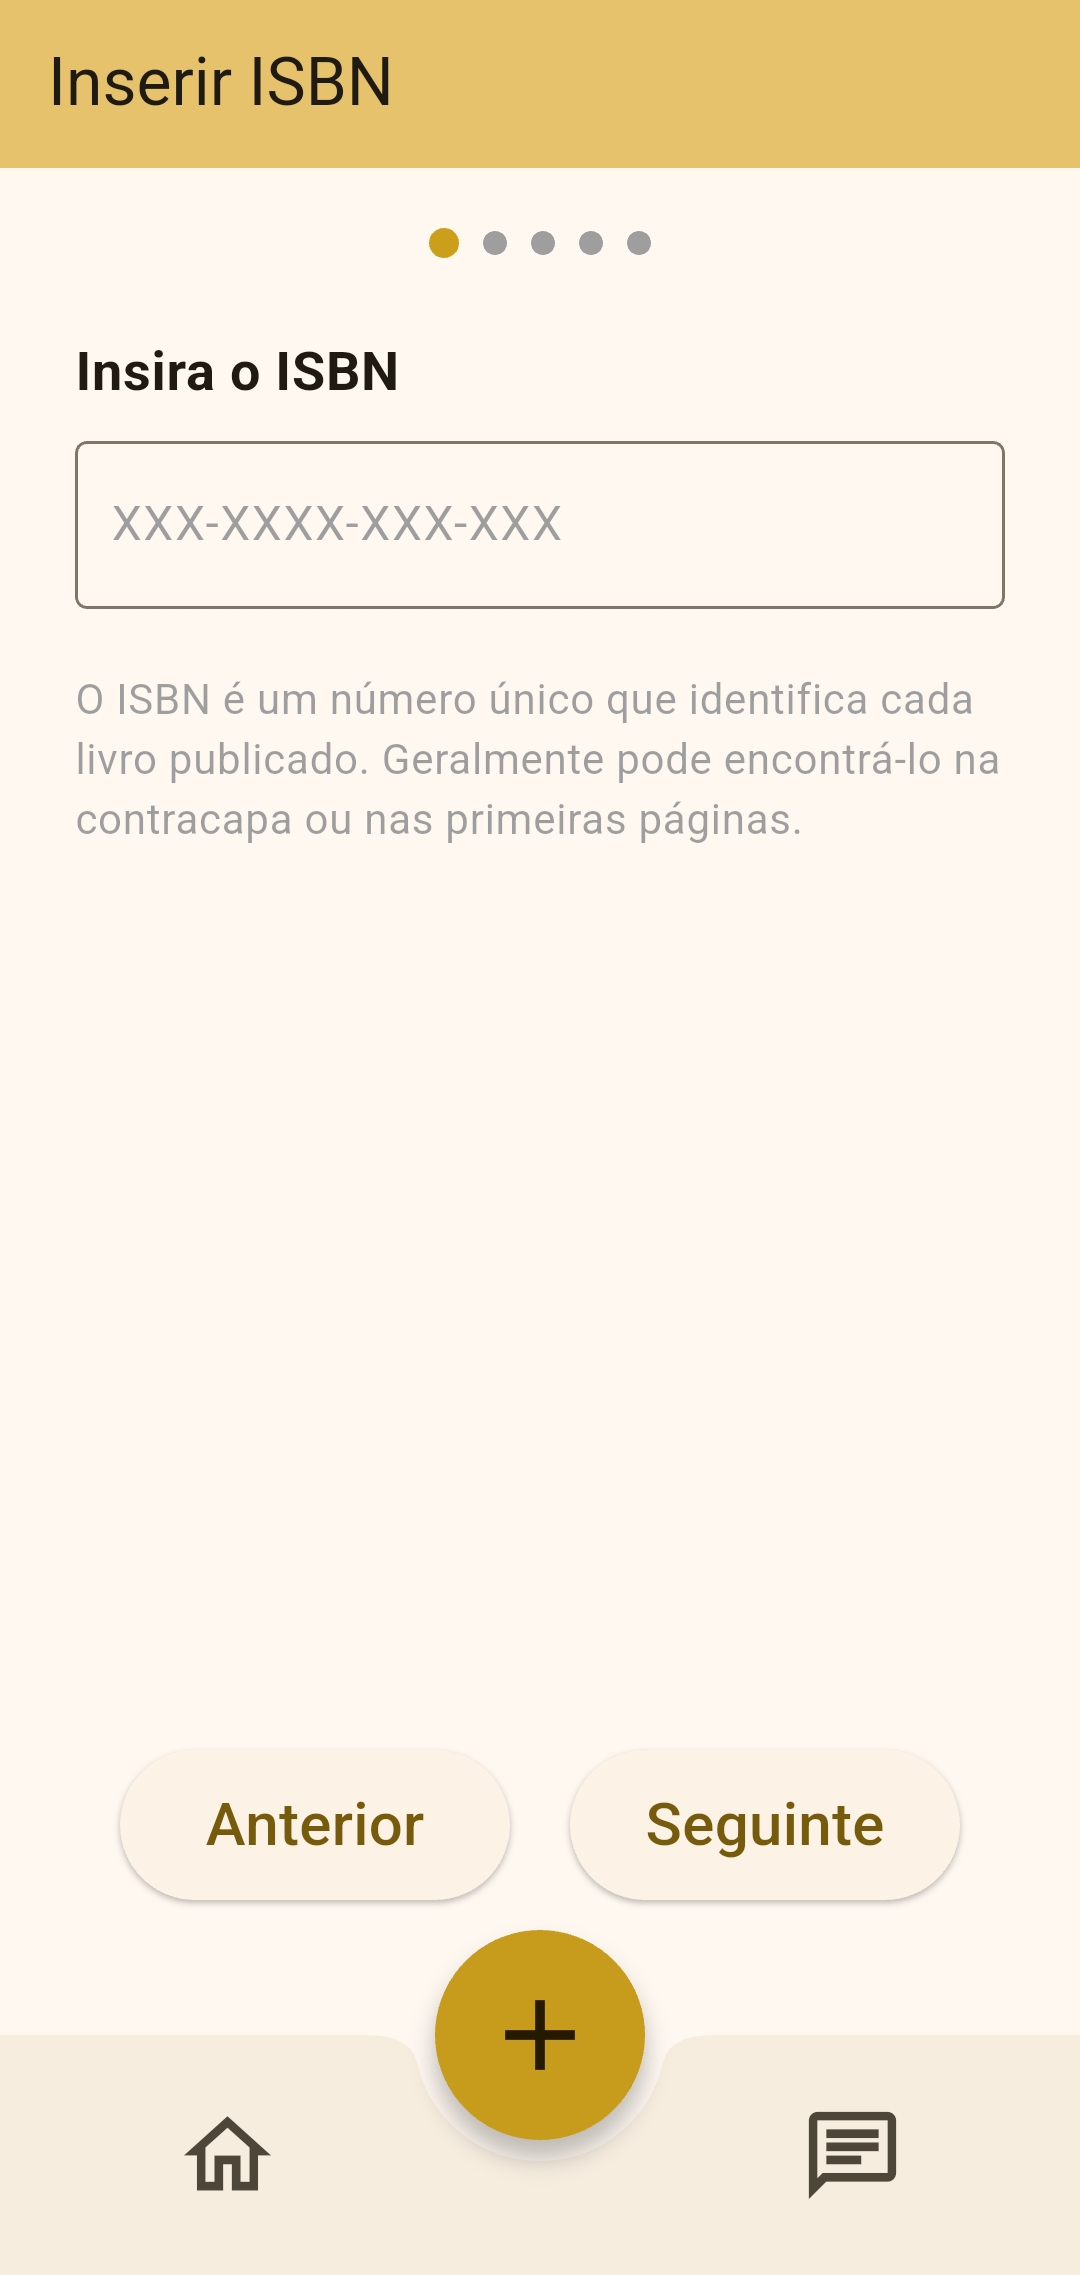 Inserir ISBN
Insira o ISBN
XXX-XXXX-XXX-XXX
O ISBN é um número único que identifica cada
livro publicado. Geralmente pode encontrá-lo na
contracapa ou nas primeiras páginas.
Anterior
Seguinte